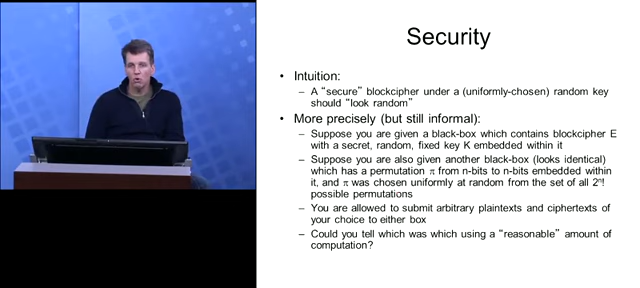 Security
• Intuition:
– A “secure” blockcipher under a (uniformly-chosen) random key
should “look random”
• More precisely (but still informal):
– Suppose you are given a black-box which contains blockcipher E
with a secret, random, fixed key K embedded within it
– Suppose you are also given another black-box (looks identical)
which has a permutation π from n-bits to n-bits embedded within
it, and π was chosen uniformly at random from the set of all 2ⁿ!
possible permutations
– You are allowed to submit arbitrary plaintexts and ciphertexts of
your choice to either box
– Could you tell which was which using a “reasonable” amount of
computation?